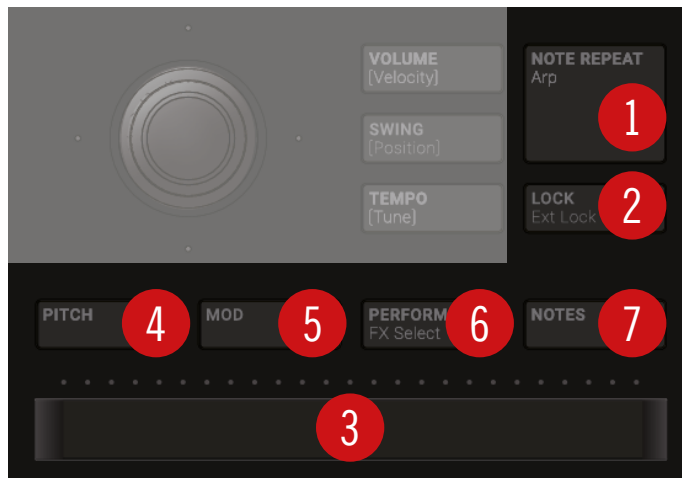 VOLUME
[Velocity]
NOTE REPEAT
Arp
1
SWING
[Position]
TEMPO
[Tune]
LOCK
Ext Lock
2
PITCH
4
MOD
5
PERFORM
FX Select
6
NOTES
7
3